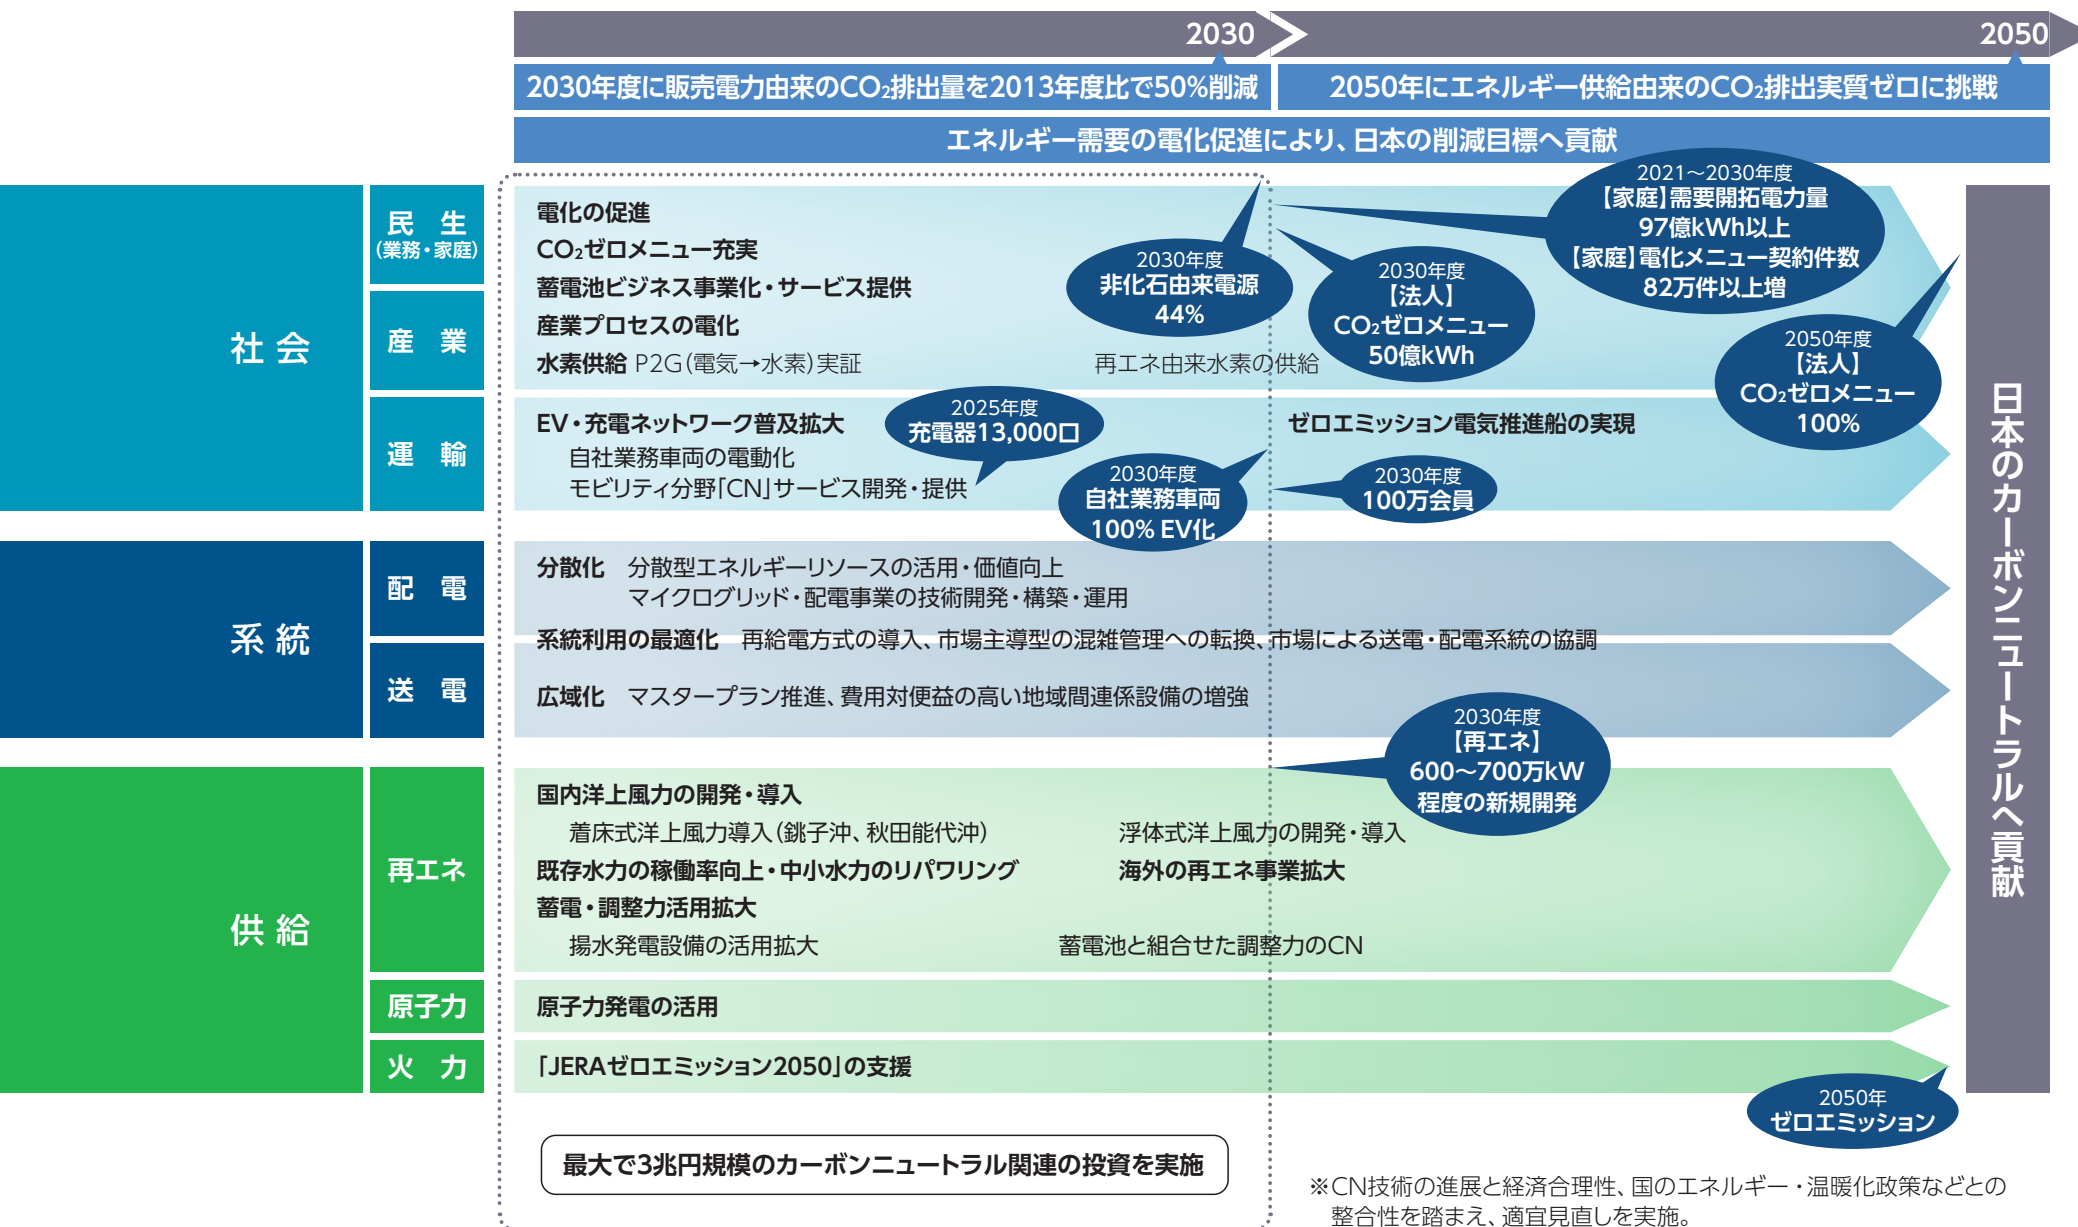 2030
2050
2030年度に販売電力由来のCO₂排出量を2013年度比で50%削減
2050年にエネルギー供給由来のCO₂排出実質ゼロに挑戦
エネルギー需要の電化促進により、日本の削減目標へ貢献
社会
民生
(業務・家庭)
産業
運輸
電化の促進
CO₂ゼロメニュー充実
蓄電池ビジネス事業化・サービス提供
産業プロセスの電化
水素供給 P2G(電気→水素)実証
再エネ由来水素の供給
2030年度
非化石由来電源
44%
2030年度
【法人】
CO₂ゼロメニュー
50億kWh
2021～2030年度
【家庭】需要開拓電力量
97億kWh以上
【家庭】電化メニュー契約件数
82万件以上増
2050年度
【法人】
CO₂ゼロメニュー
100%
EV・充電ネットワーク普及拡大
自社業務車両の電動化
モビリティ分野「CN」サービス開発・提供
2025年度
充電器13,000口
ゼロエミッション電気推進船の実現
2030年度
自社業務車両
100% EV化
2030年度
100万会員
系統
配電
送電
分散化 分散型エネルギーリソースの活用・価値向上
マイクログリッド・配電事業の技術開発・構築・運用
系統利用の最適化 再給電方式の導入、市場主導型の混雑管理への転換、市場による送電・配電系統の協調
広域化 マスタープラン推進、費用対便益の高い地域間連係設備の増強
供給
再エネ
原子力
火力
2030年度
【再エネ】
600～700万kW
程度の新規開発
国内洋上風力の開発・導入
着床式洋上風力導入(銚子沖、秋田能代沖)
浮体式洋上風力の開発・導入
既存水力の稼働率向上・中小水力のリパワリング
海外の再エネ事業拡大
蓄電・調整力活用拡大
揚水発電設備の活用拡大
蓄電池と組合せた調整力のCN
原子力発電の活用
「JERAゼロエミッション2050」の支援
2050年
ゼロエミッション
日本のカーボンニュートラルへ貢献
最大で3兆円規模のカーボンニュートラル関連の投資を実施
※CN技術の進展と経済合理性、国のエネルギー・温暖化政策などとの
整合性を踏まえ、適宜見直しを実施。